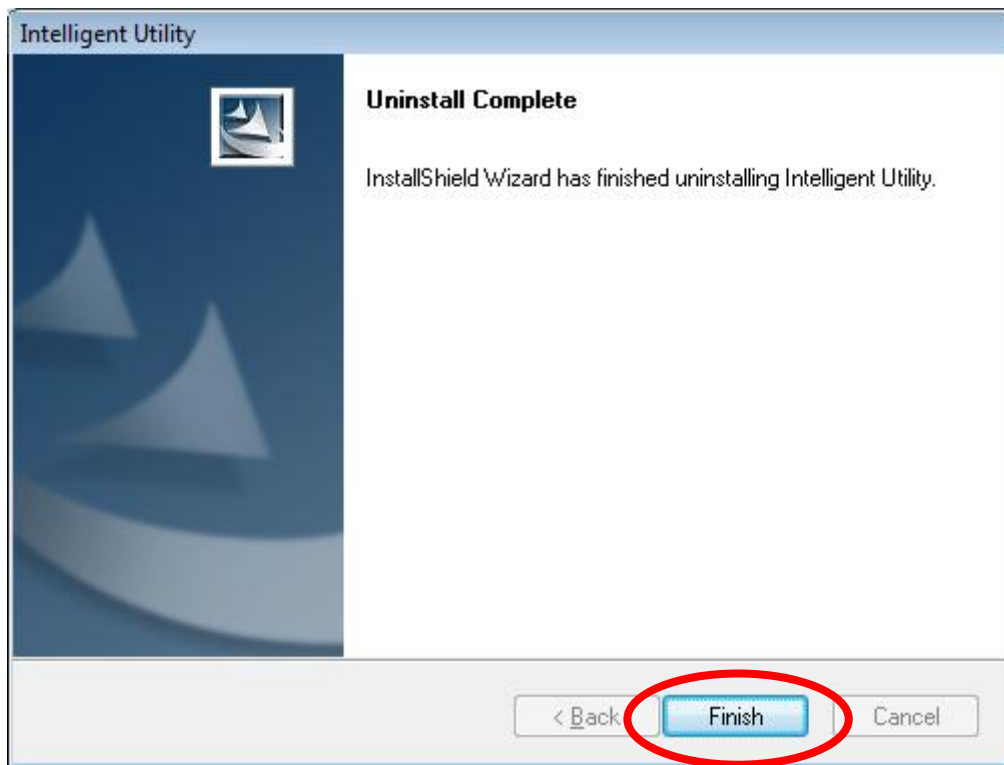 Intelligent Utility
Uninstall Complete
InstallShield Wizard has finished uninstalling Intelligent Utility.
< Back
Finish
Cancel